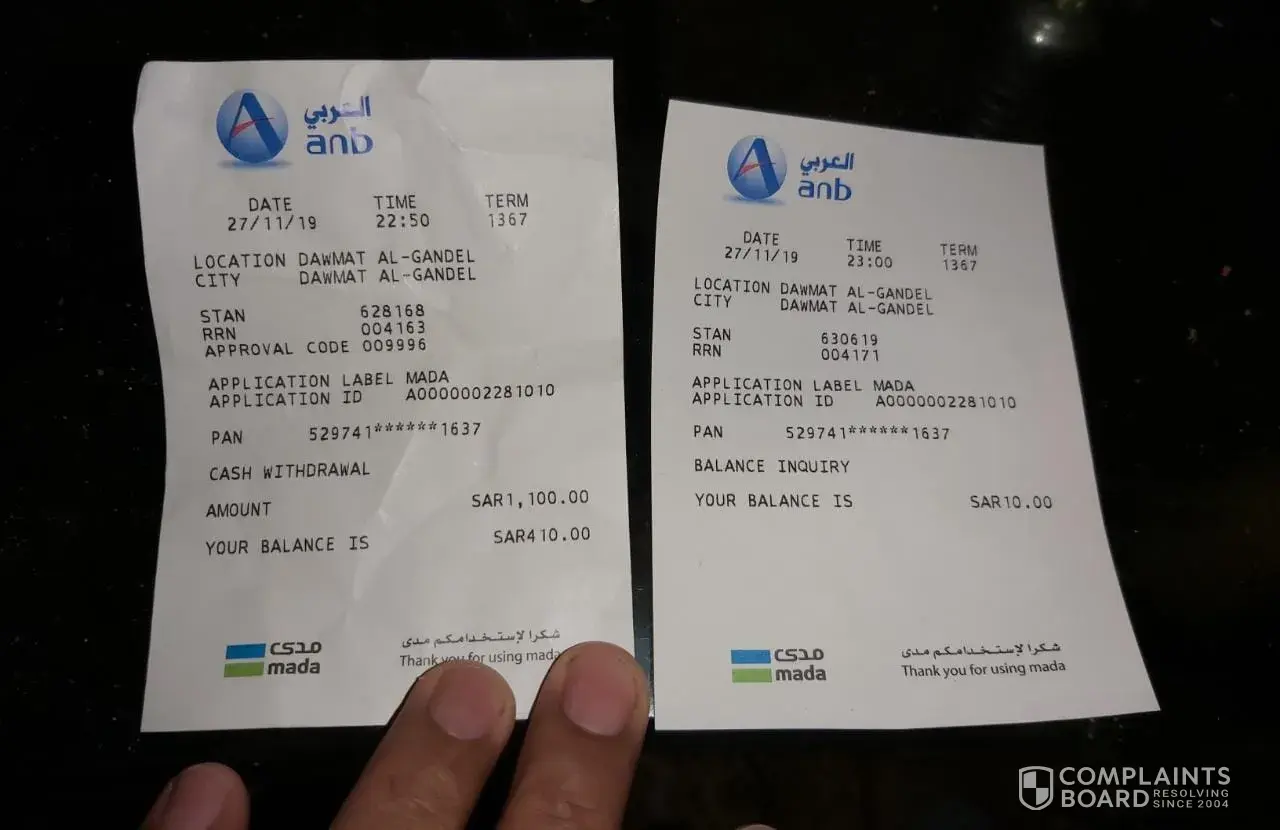 العربي
anb
DATE TIME TERM
27/11/19 22:50 1367
LOCATION DAWMAT AL-GANDEL
CITY DAWMAT AL-GANDEL
STAN 628168
RRN 004163
APPROVAL CODE 009996
APPLICATION LABEL MADA
APPLICATION ID A0000002281010
PAN 529741******1637
CASH WITHDRAWAL
AMOUNT SAR1,100.00
YOUR BALANCE IS SAR410.00
مدى
mada
شكرا لإستخدامكم مدى
Thank you for using mada
العربي
anb
DATE TIME TERM
27/11/19 23:00 1367
LOCATION DAWMAT AL-GANDEL
CITY DAWMAT AL-GANDEL
STAN 630619
RRN 004171
APPLICATION LABEL MADA
APPLICATION ID A0000002281010
PAN 529741******1637
BALANCE INQUIRY
YOUR BALANCE IS SAR10.00
مدى
mada
شكرا لإستخدامكم مدى
Thank you for using mada
COMPLAINTS
BOARD RESOLVING
SINCE 2004